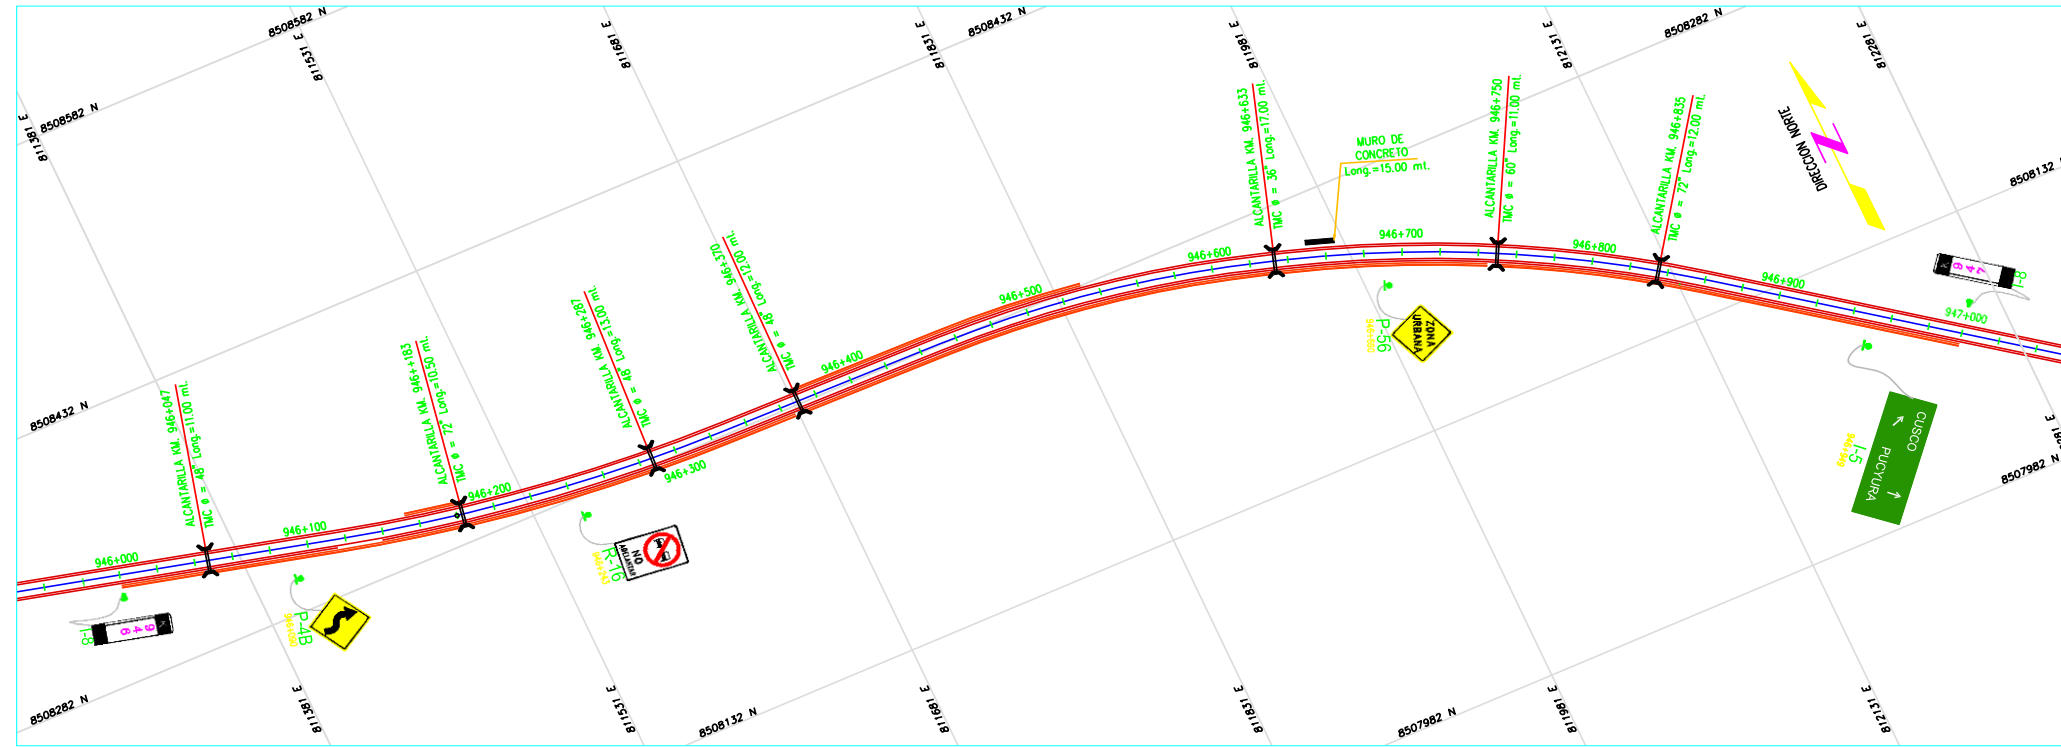 8508582 N
811531 E
811681 E
811831 E
8508432 N
811981 E
812131 E
8508282 N
812281 E
811381 E
8508582 N
DIRECCION NORTE
8508132 N
ALCANTARILLA KM. 946+047
TMC ø = 48" Long.=11.00 ml.
ALCANTARILLA KM. 946++183
TMC ø = 72" Long.=10.50 ml.
ALCANTARILLA KM. 946+287
TMC ø = 48" Long.=13.00 ml.
ALCANTARILLA KM. 946+370
TMC ø = 48" Long.=12.00 ml.
ALCANTARILLA KM. 946+633
TMC ø = 36" Long.=17.00 ml.
MURO DE
CONCRETO
Long.=15.00 mt.
ALCANTARILLA KM. 946+750
TMC ø = 60" Long.=11.00 ml.
ALCANTARILLA KM. 946+835
TMC ø = 72" Long.=12.00 ml.
946+000
946+100
946+200
946+300
946+400
946+500
946+600
946+700
946+800
946+900
947+000
I-8
946
P-4B
R-16
NO
ADELANTAR
P-56
ZONA
URBANA
I-8
947
I-5
CUSCO
PUCYURA
8508432 N
8507982 N
8508282 N
811381 E
811531 E
8508132 N
811681 E
811831 E
8507982 N
811981 E
812131 E